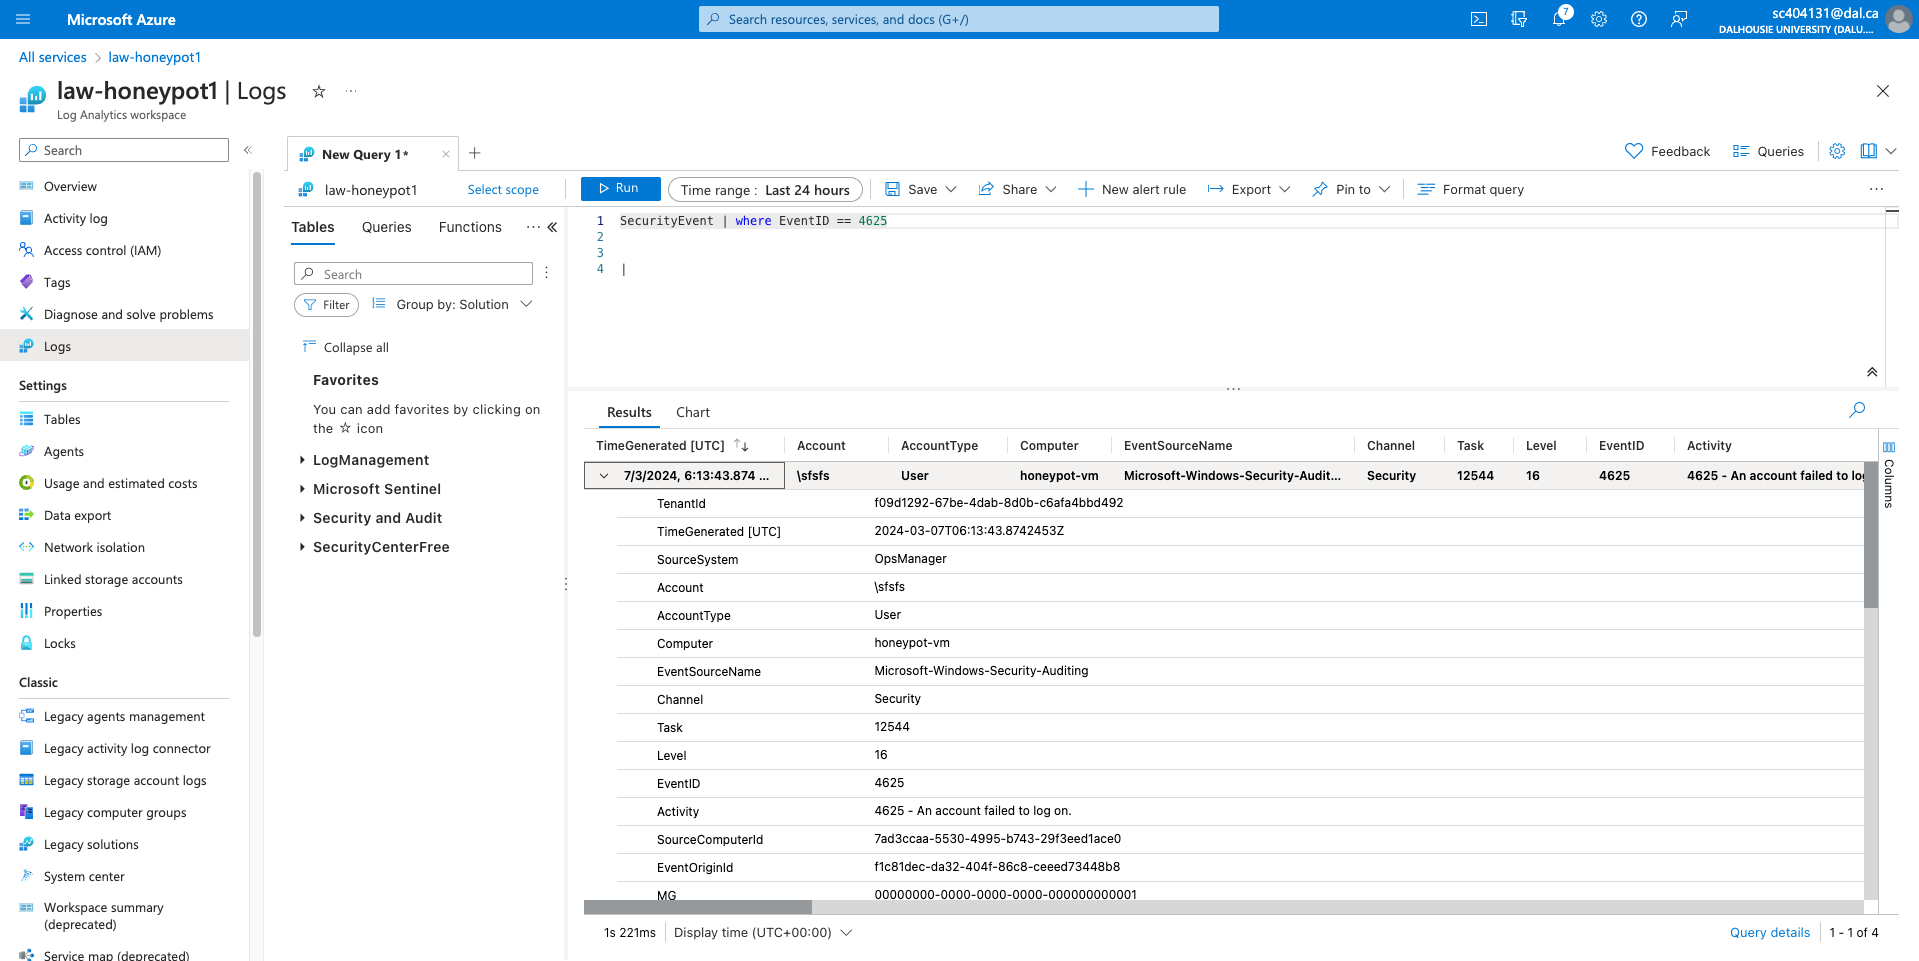 Microsoft Azure
Search resources, services, and docs (G+/)
7
sc404131@dal.ca
DALHOUSIE UNIVERSITY (DALU....
All services > law-honeypot1
law-honeypot1 | Logs
...
Log Analytics workspace
Search
«
Overview
Activity log
Access control (IAM)
Tags
Diagnose and solve problems
Logs
Settings
Tables
Agents
Usage and estimated costs
Data export
Network isolation
Linked storage accounts
Properties
Locks
Classic
Legacy agents management
Legacy activity log connector
Legacy storage account logs
Legacy computer groups
Legacy solutions
System center
Workspace summary
(deprecated)
Service map (deprecated)
New Query 1*
Feedback
Queries
law-honeypot1
Select scope
Run
Time range : Last 24 hours
Save
Share
New alert rule
Export
Pin to
Format query
...
Tables
Queries
Functions
...
Search
Filter
Group by: Solution
Collapse all
Favorites
You can add favorites by clicking on
the ☆ icon
LogManagement
Microsoft Sentinel
Security and Audit
SecurityCenterFree
1 SecurityEvent | where EventID == 4625
2
3
4 |
Results
Chart
TimeGenerated [UTC] Account AccountType Computer EventSourceName Channel Task Level EventID Activity
7/3/2024, 6:13:43.874 ... \sfsfs User honeypot-vm Microsoft-Windows-Security-Audit... Security 12544 16 4625 4625 - An account failed to log
TenantId f09d1292-67be-4dab-8d0b-c6afa4bbd492
TimeGenerated [UTC] 2024-03-07T06:13:43.8742453Z
SourceSystem OpsManager
Account \sfsfs
AccountType User
Computer honeypot-vm
EventSourceName Microsoft-Windows-Security-Auditing
Channel Security
Task 12544
Level 16
EventID 4625
Activity 4625 - An account failed to log on.
SourceComputerId 7ad3ccaa-5530-4995-b743-29f3eed1ace0
EventOriginId f1c81dec-da32-404f-86c8-ceeed73448b8
MG 00000000-0000-0000-0000-000000000001
Columns
1s 221ms
Display time (UTC+00:00)
Query details
1 - 1 of 4